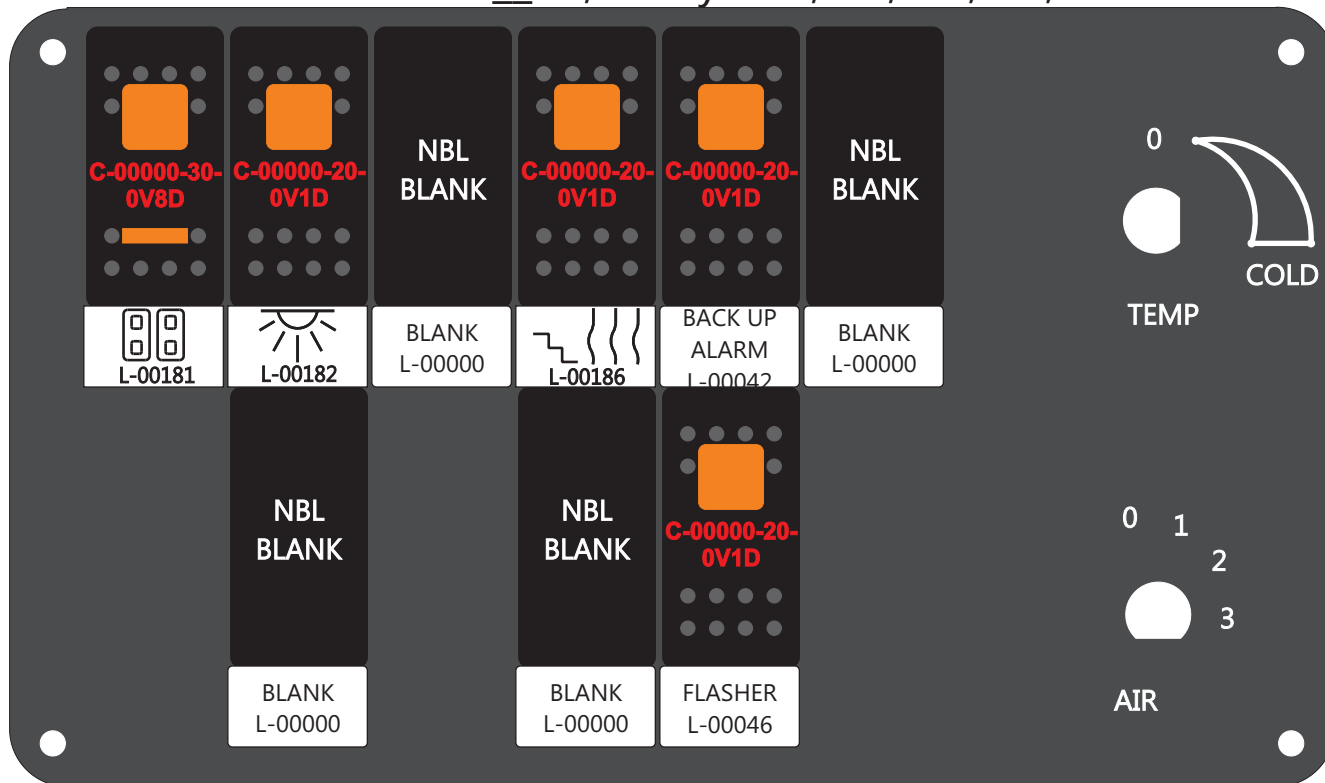 C-00000-30-
0V8D
L-00181
C-00000-20-
0V1D
L-00182
NBL
BLANK
BLANK
L-00000
C-00000-20-
0V1D
L-00186
C-00000-20-
0V1D
BACK UP
ALARM
L-00042
NBL
BLANK
BLANK
L-00000
0
COLD
TEMP
NBL
BLANK
BLANK
L-00000
NBL
BLANK
BLANK
L-00000
C-00000-20-
0V1D
FLASHER
L-00046
0
1
2
3
AIR